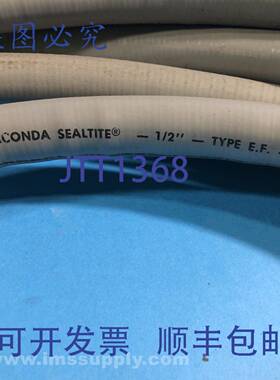 图必究
ACONDA SEALTITE® — 1/2" — TYPE E.F.
JTT1368
可开发票 顺丰包邮
www.imssupply.com